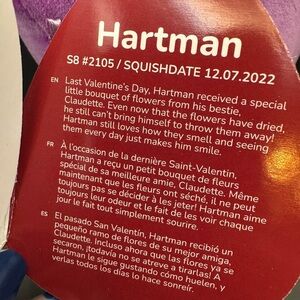 Hartman
S8 #2105 / SQUISHDATE 12.07.2022
EN Last Valentine's Day, Hartman received a special
little bouquet of flowers from his bestie,
Claudette. Even now that the flowers have dried,
he still can't bring himself to throw them away!
Hartman still loves how they smell and seeing
them every day just makes him smile.
FR À l'occasion de la dernière Saint-Valentin,
Hartman a reçu un petit bouquet de fleurs
spécial de sa meilleure amie, Claudette. Même
maintenant que les fleurs ont séché, il ne peut
toujours pas se décider à les jeter! Hartman aime
toujours leur odeur et le fait de les voir chaque
jour le fait tout simplement sourire.
ES El pasado San Valentín, Hartman recibió un
pequeño ramo de flores de su mejor amiga,
Claudette. Incluso ahora que las flores ya se
secaron, ¡todavía no se atreve a tirarlas! A
Hartman le sigue gustando cómo huelen, y
verlas todos los días lo hace sonreír.